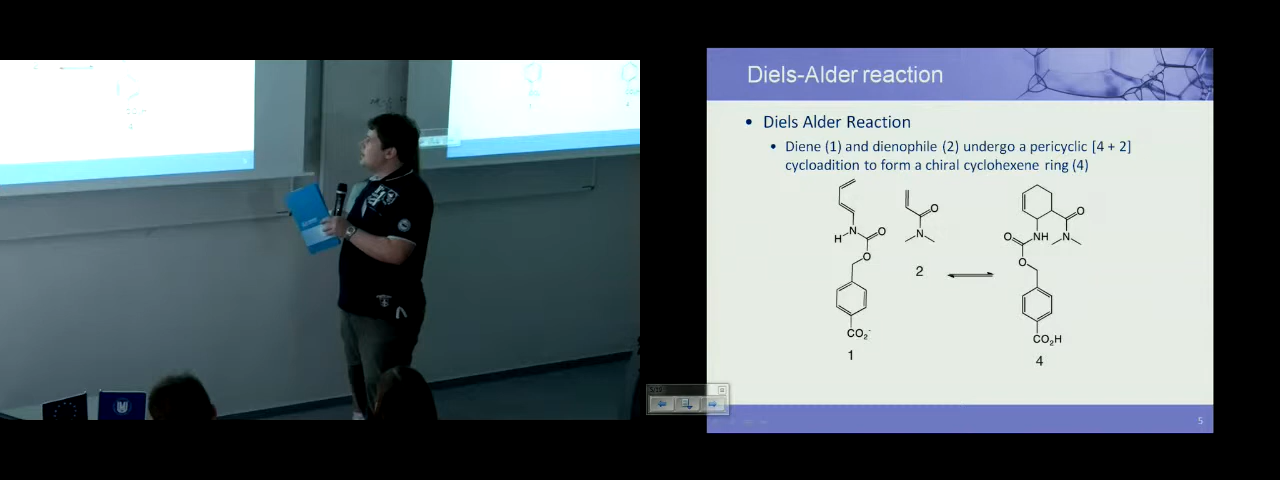 Diels-Alder reaction
Diels Alder Reaction
Diene (1) and dienophile (2) undergo a pericyclic [4 + 2]
cycloadition to form a chiral cyclohexene ring (4)
H
N
O
O
CO2-
1
O
N
2
O
N
O
NH
O
CO2H
4
5